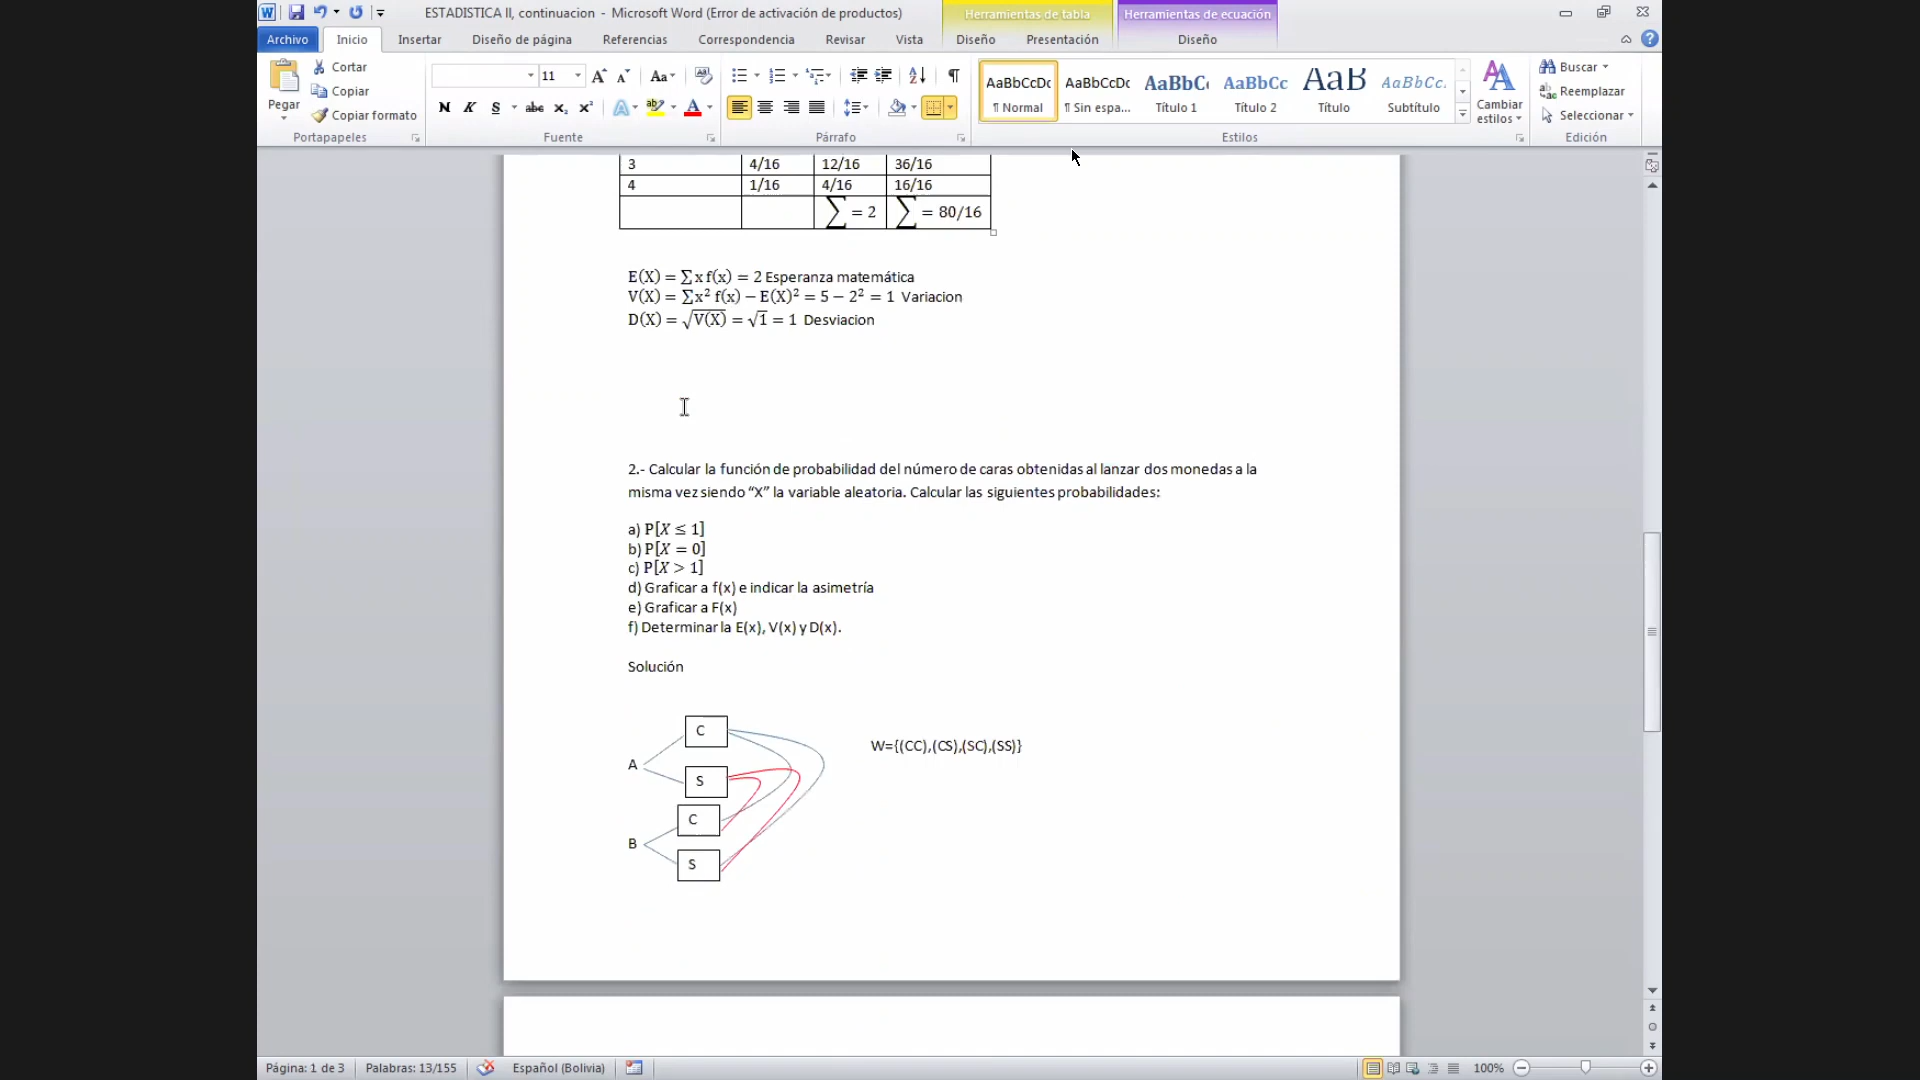 ESTADISTICA II, continuacion - Microsoft Word (Error de activación de productos)
Herramientas de tabla
Herramientas de ecuación
Archivo
Inicio
Insertar
Diseño de página
Referencias
Correspondencia
Revisar
Vista
Diseño
Presentación
Diseño
Pegar
Cortar
Copiar
Copiar formato
Portapapeles
11
N K S abc x₂ x²
Fuente
Párrafo
AaBbCcDc
¶ Normal
AaBbCcDc
¶ Sin espa...
AaBbC
Título 1
AaBbCc
Título 2
AaB
Título
AaBbCc.
Subtítulo
Cambiar
estilos
Estilos
Buscar
Reemplazar
Seleccionar
Edición
3 4/16 12/16 36/16
4 1/16 4/16 16/16
∑ = 2 ∑ = 80/16
E(X) = ∑x f(x) = 2 Esperanza matemática
V(X) = ∑x² f(x) − E(X)² = 5 − 2² = 1 Variacion
D(X) = √V(X) = √1 = 1 Desviacion
2.- Calcular la función de probabilidad del número de caras obtenidas al lanzar dos monedas a la
misma vez siendo “X” la variable aleatoria. Calcular las siguientes probabilidades:
a) P[X ≤ 1]
b) P[X = 0]
c) P[X > 1]
d) Graficar a f(x) e indicar la asimetría
e) Graficar a F(x)
f) Determinar la E(x), V(x) y D(x).
Solución
C
W={(CC),(CS),(SC),(SS)}
A
S
C
B
S
Página: 1 de 3
Palabras: 13/155
Español (Bolivia)
100%